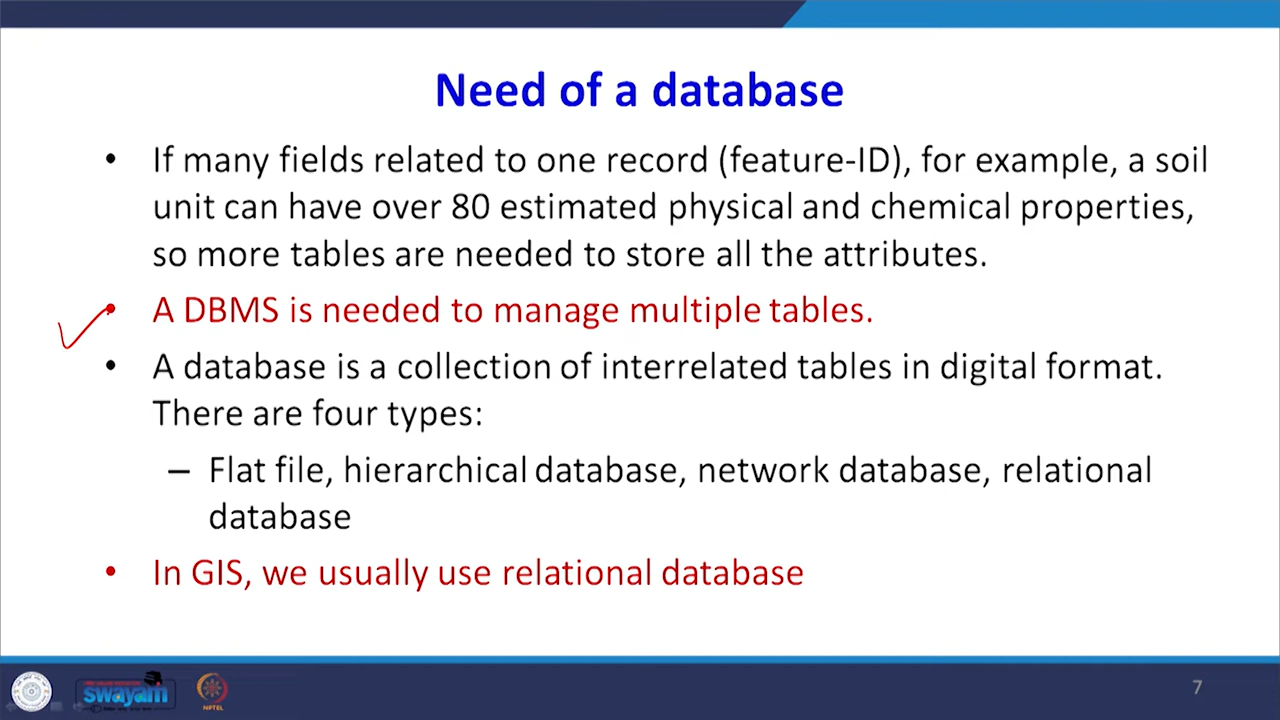 Need of a database
• If many fields related to one record (feature-ID), for example, a soil
unit can have over 80 estimated physical and chemical properties,
so more tables are needed to store all the attributes.
• A DBMS is needed to manage multiple tables.
• A database is a collection of interrelated tables in digital format.
There are four types:
– Flat file, hierarchical database, network database, relational
database
• In GIS, we usually use relational database
swayam
NPTEL
7